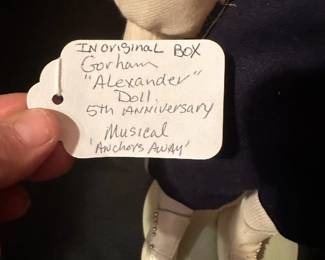 IN ORIGINAL BOX
Gorham
"Alexander"
Doll
5th ANNIVERSARY
Musical
'ANCHORS AWAY'